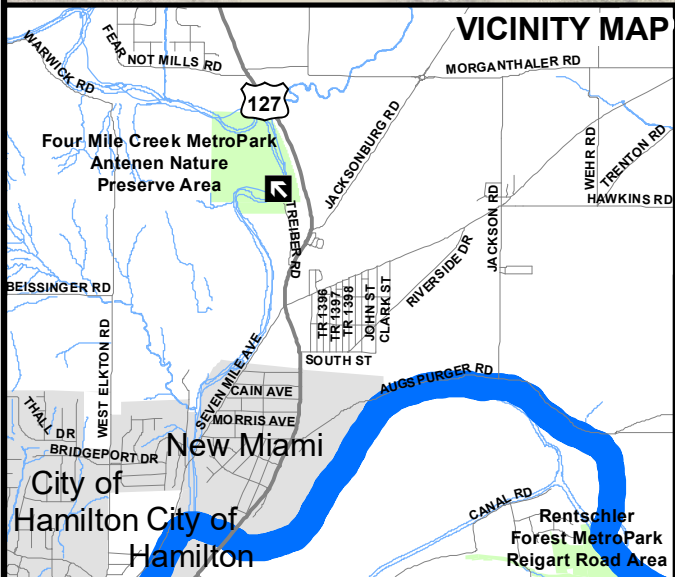 VICINITY MAP
WARWICK RD
FEAR
NOT MILLS RD
MORGANTHALER RD
127
JACKSONBURG RD
WEHR RD
TRENTON RD
Four Mile Creek MetroPark
Antenen Nature
Preserve Area
HAWKINS RD
TREIBER RD
JACKSON RD
RIVERSIDE DR
BEISSINGER RD
TR 1396
TR 1397
TR 1398
JOHN ST
CLARK ST
WEST ELKTON RD
SEVEN MILE AVE
SOUTH ST
AUGSPURGER RD
CAIN AVE
THALL DR
MORRIS AVE
New Miami
BRIDGEPORT DR
City of
Hamilton
City of
Hamilton
CANAL RD
Rentschler
Forest MetroPark
Reigart Road Area